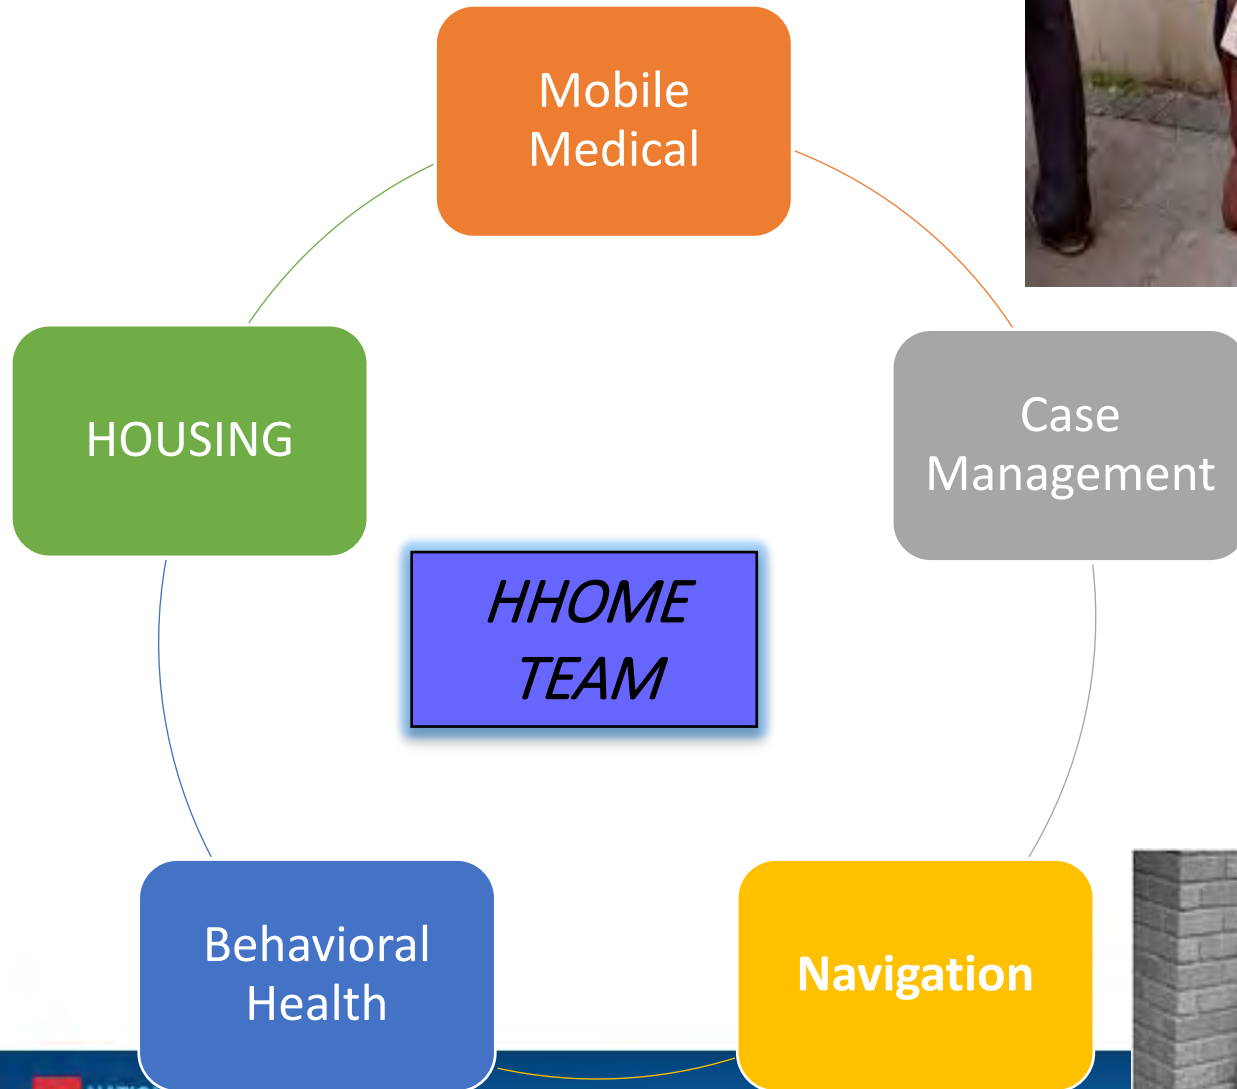 Mobile
Medical
Case
Management
HOUSING
HHOME
TEAM
Behavioral
Health
Navigation